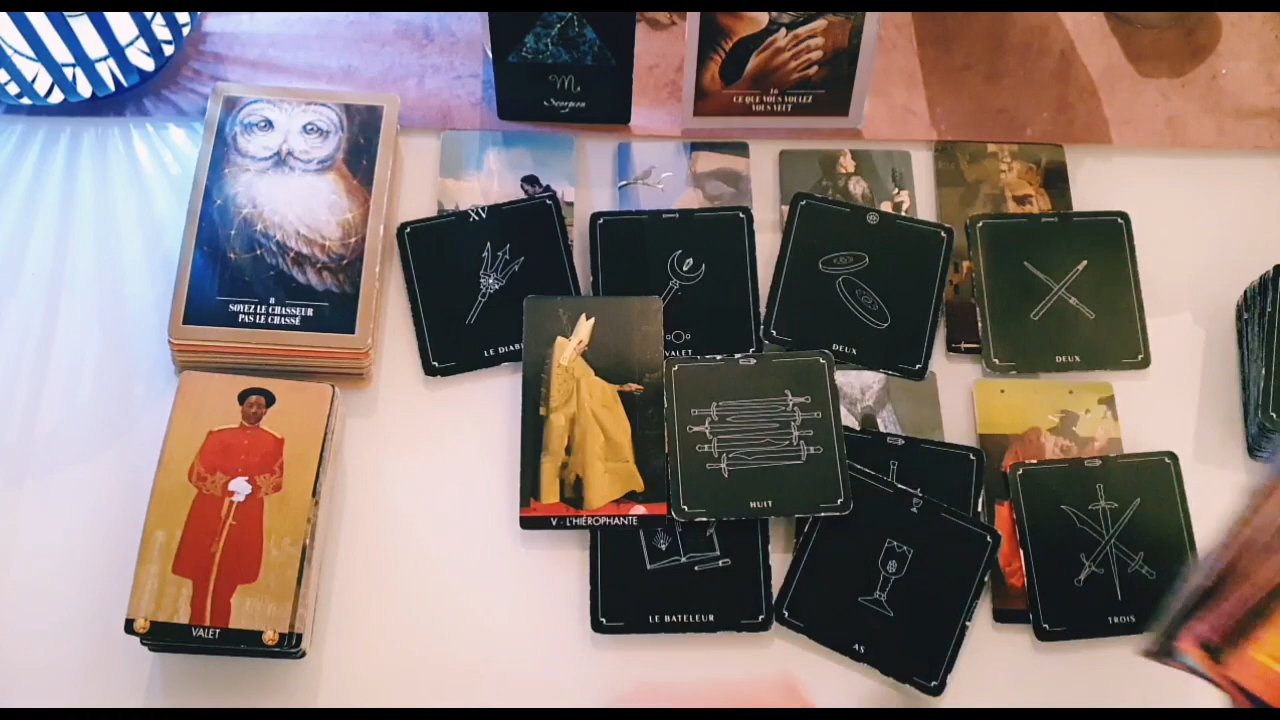 Scorpion
16
CE QUE VOUS VOULEZ
VOUS VEUT
8
SOYEZ LE CHASSEUR
PAS LE CHASSÉ
XV
LE DIAB
VALET
DEUX
DEUX
V - L'HIÉROPHANTE
HUIT
VALET
LE BATELEUR
AS
TROIS